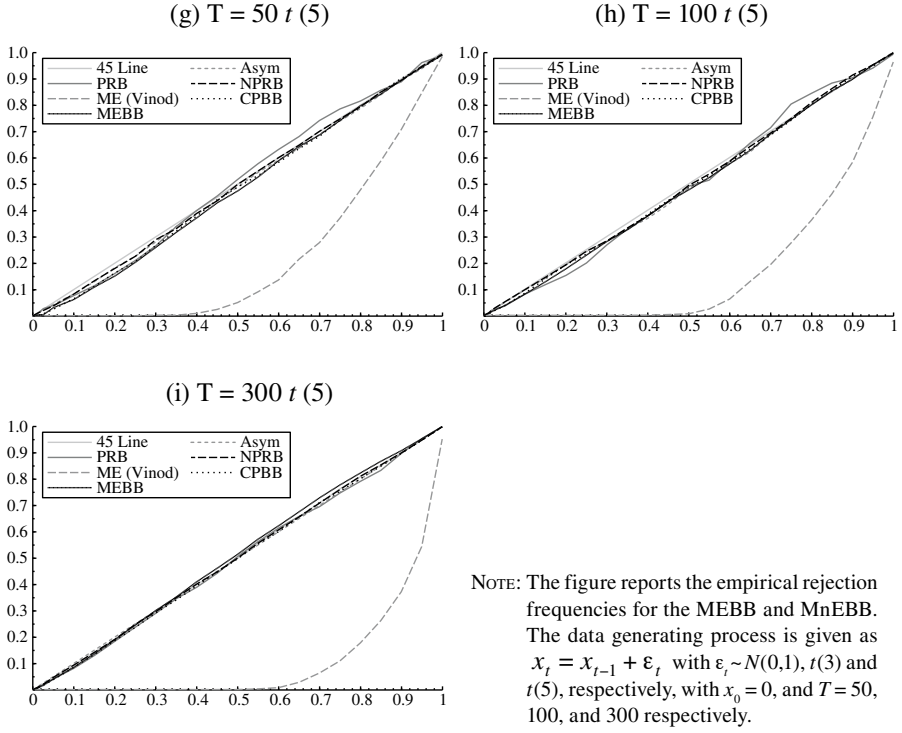 (g) T = 50 t (5)
1.0
0.9
0.8
0.7
0.6
0.5
0.4
0.3
0.2
0.1
45 Line
PRB
ME (Vinod)
MEBB
Asym
NPRB
CPBB
0 0.1 0.2 0.3 0.4 0.5 0.6 0.7 0.8 0.9 1
(h) T = 100 t (5)
1.0
0.9
0.8
0.7
0.6
0.5
0.4
0.3
0.2
0.1
45 Line
PRB
ME (Vinod)
MEBB
Asym
NPRB
CPBB
0 0.1 0.2 0.3 0.4 0.5 0.6 0.7 0.8 0.9 1
(i) T = 300 t (5)
1.0
0.9
0.8
0.7
0.6
0.5
0.4
0.3
0.2
0.1
45 Line
PRB
ME (Vinod)
MEBB
Asym
NPRB
CPBB
0 0.1 0.2 0.3 0.4 0.5 0.6 0.7 0.8 0.9 1
NOTE: The figure reports the empirical rejection
frequencies for the MEBB and MnEBB.
The data generating process is given as
xₜ = xₜ₋₁ + εₜ with εₜ~N(0,1), t(3) and
t(5), respectively, with x₀ = 0, and T = 50,
100, and 300 respectively.